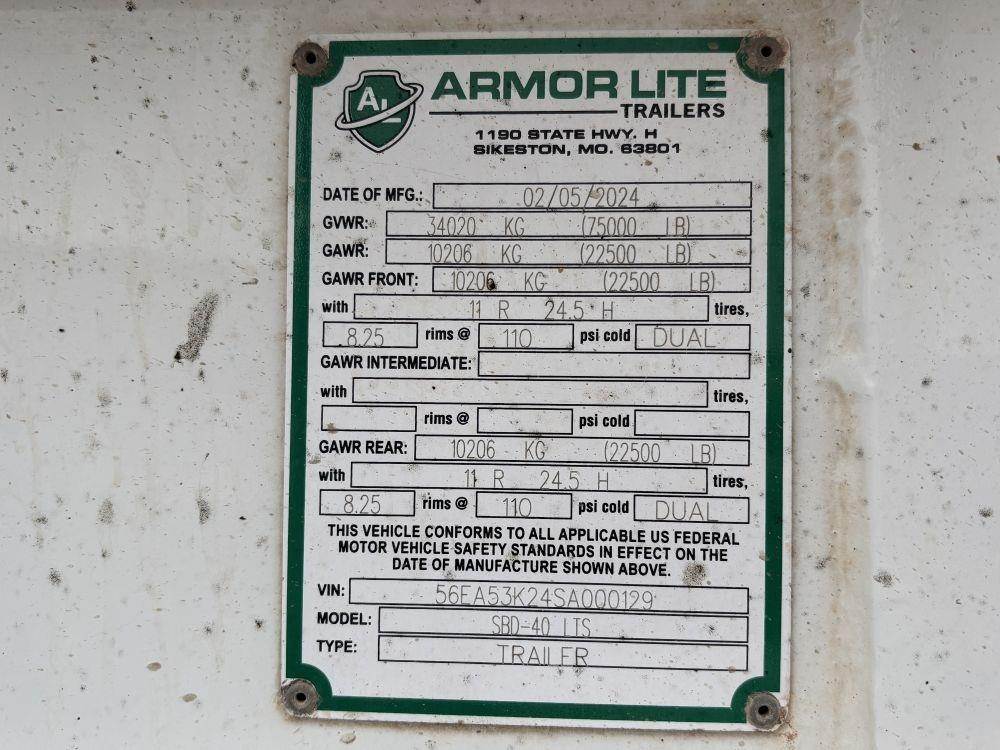 AL
ARMOR LITE
TRAILERS
1190 STATE HWY. H
SIKESTON, MO. 63801
DATE OF MFG.: 02/05/2024
GVWR: 34020 KG (75000 LB)
GAWR: 10206 KG (22500 LB)
GAWR FRONT: 10206 KG (22500 LB)
with 11 R 24.5 H tires,
8.25 rims @ 110 psi cold DUAL
GAWR INTERMEDIATE:
with tires,
rims @ psi cold
GAWR REAR: 10206 KG (22500 LB)
with 11 R 24.5 H tires,
8.25 rims @ 110 psi cold DUAL
THIS VEHICLE CONFORMS TO ALL APPLICABLE US FEDERAL
MOTOR VEHICLE SAFETY STANDARDS IN EFFECT ON THE
DATE OF MANUFACTURE SHOWN ABOVE.
VIN: 56EA53K24SA000129
MODEL: SBD-40 LTS
TYPE: TRAILER